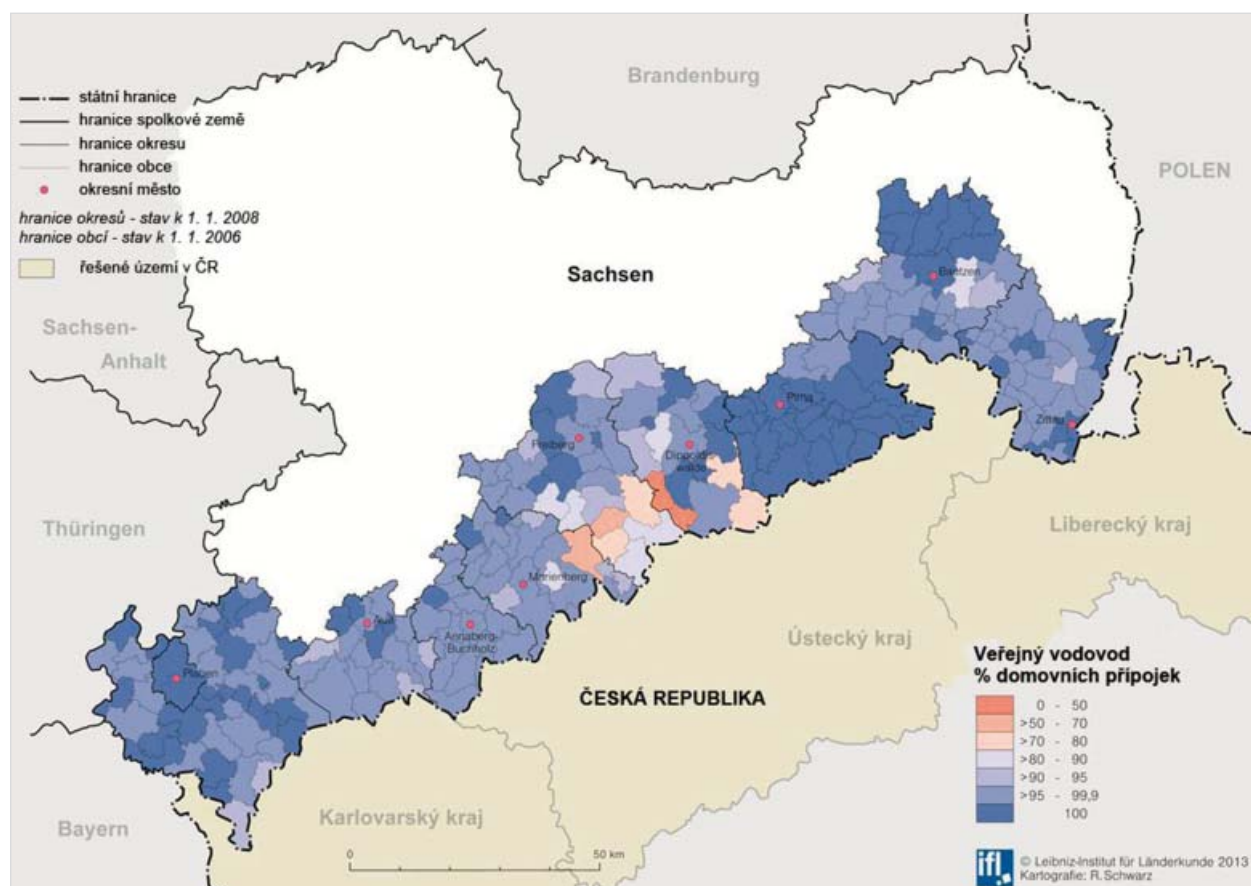 Brandenburg
státní hranice
hranice spolkové země
hranice okresu
hranice obce
okresní město
hranice okresů - stav k 1. 1. 2008
hranice obcí - stav k 1. 1. 2006
řešené území v ČR
POLEN
Sachsen
Bautzen
Sachsen-
Anhalt
Pirna
Zittau
Freiberg
Dippoldis-
walde
Thüringen
Liberecký kraj
Marienberg
Aue
Annaberg-
Buchholz
Ústecký kraj
Plauen
ČESKÁ REPUBLIKA
Veřejný vodovod
% domovních přípojek
0 - 50
>50 - 70
>70 - 80
>80 - 90
>90 - 95
>95 - 99,9
100
Bayern
Karlovarský kraj
0 50 km
ifl
© Leibniz-Institut für Länderkunde 2013
Kartografie: R. Schwarz